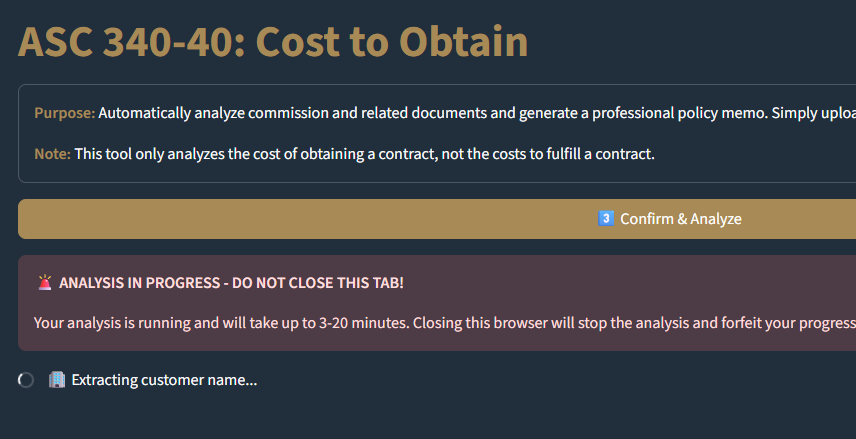 ASC 340-40: Cost to Obtain
Purpose: Automatically analyze commission and related documents and generate a professional policy memo. Simply
Note: This tool only analyzes the cost of obtaining a contract, not the costs to fulfill a contract.
3 Confirm & Analyze
ANALYSIS IN PROGRESS - DO NOT CLOSE THIS TAB!
Your analysis is running and will take up to 3-20 minutes. Closing this browser will stop the analysis and forfeit your progress
Extracting customer name...